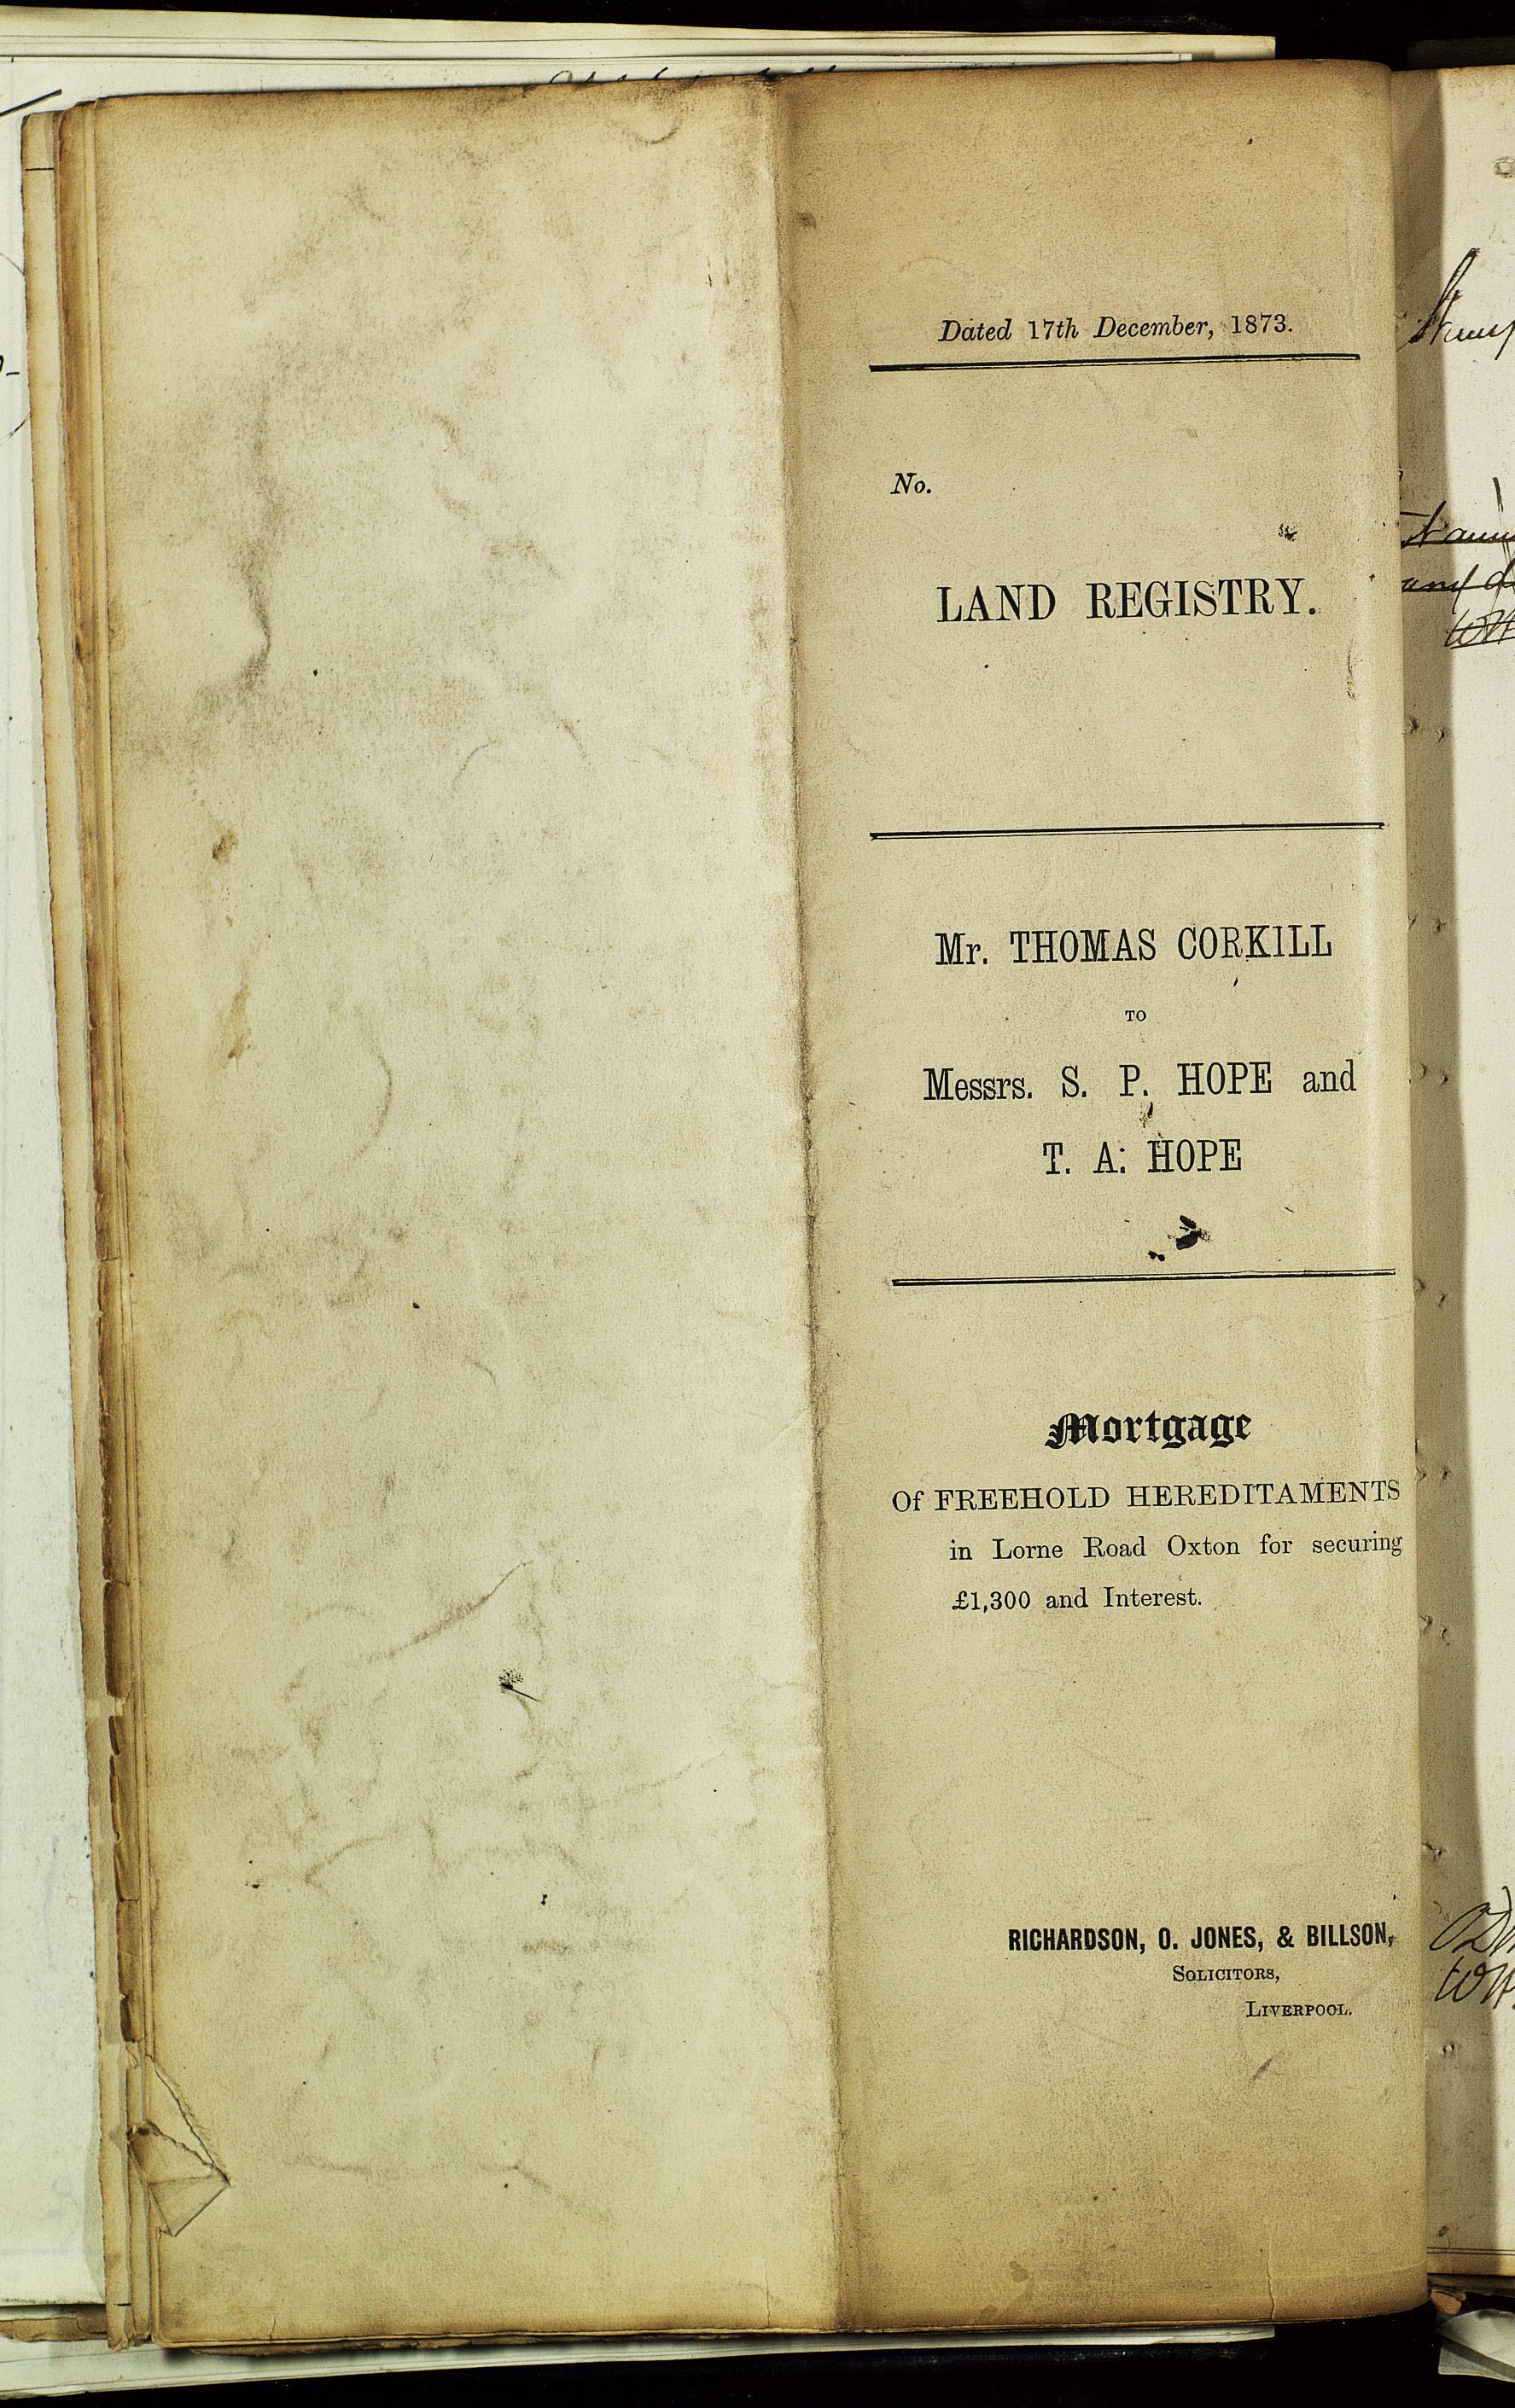 Dated 17th December, 1873.
No.
LAND REGISTRY.
Mr. THOMAS CORKILL
TO
Messrs. S. P. HOPE and
T. A. HOPE
Mortgage
Of FREEHOLD HEREDITAMENTS
in Lorne Road Oxton for securing
£1,300 and Interest.
RICHARDSON, O. JONES, & BILLSON,
SOLICITORS,
LIVERPOOL.